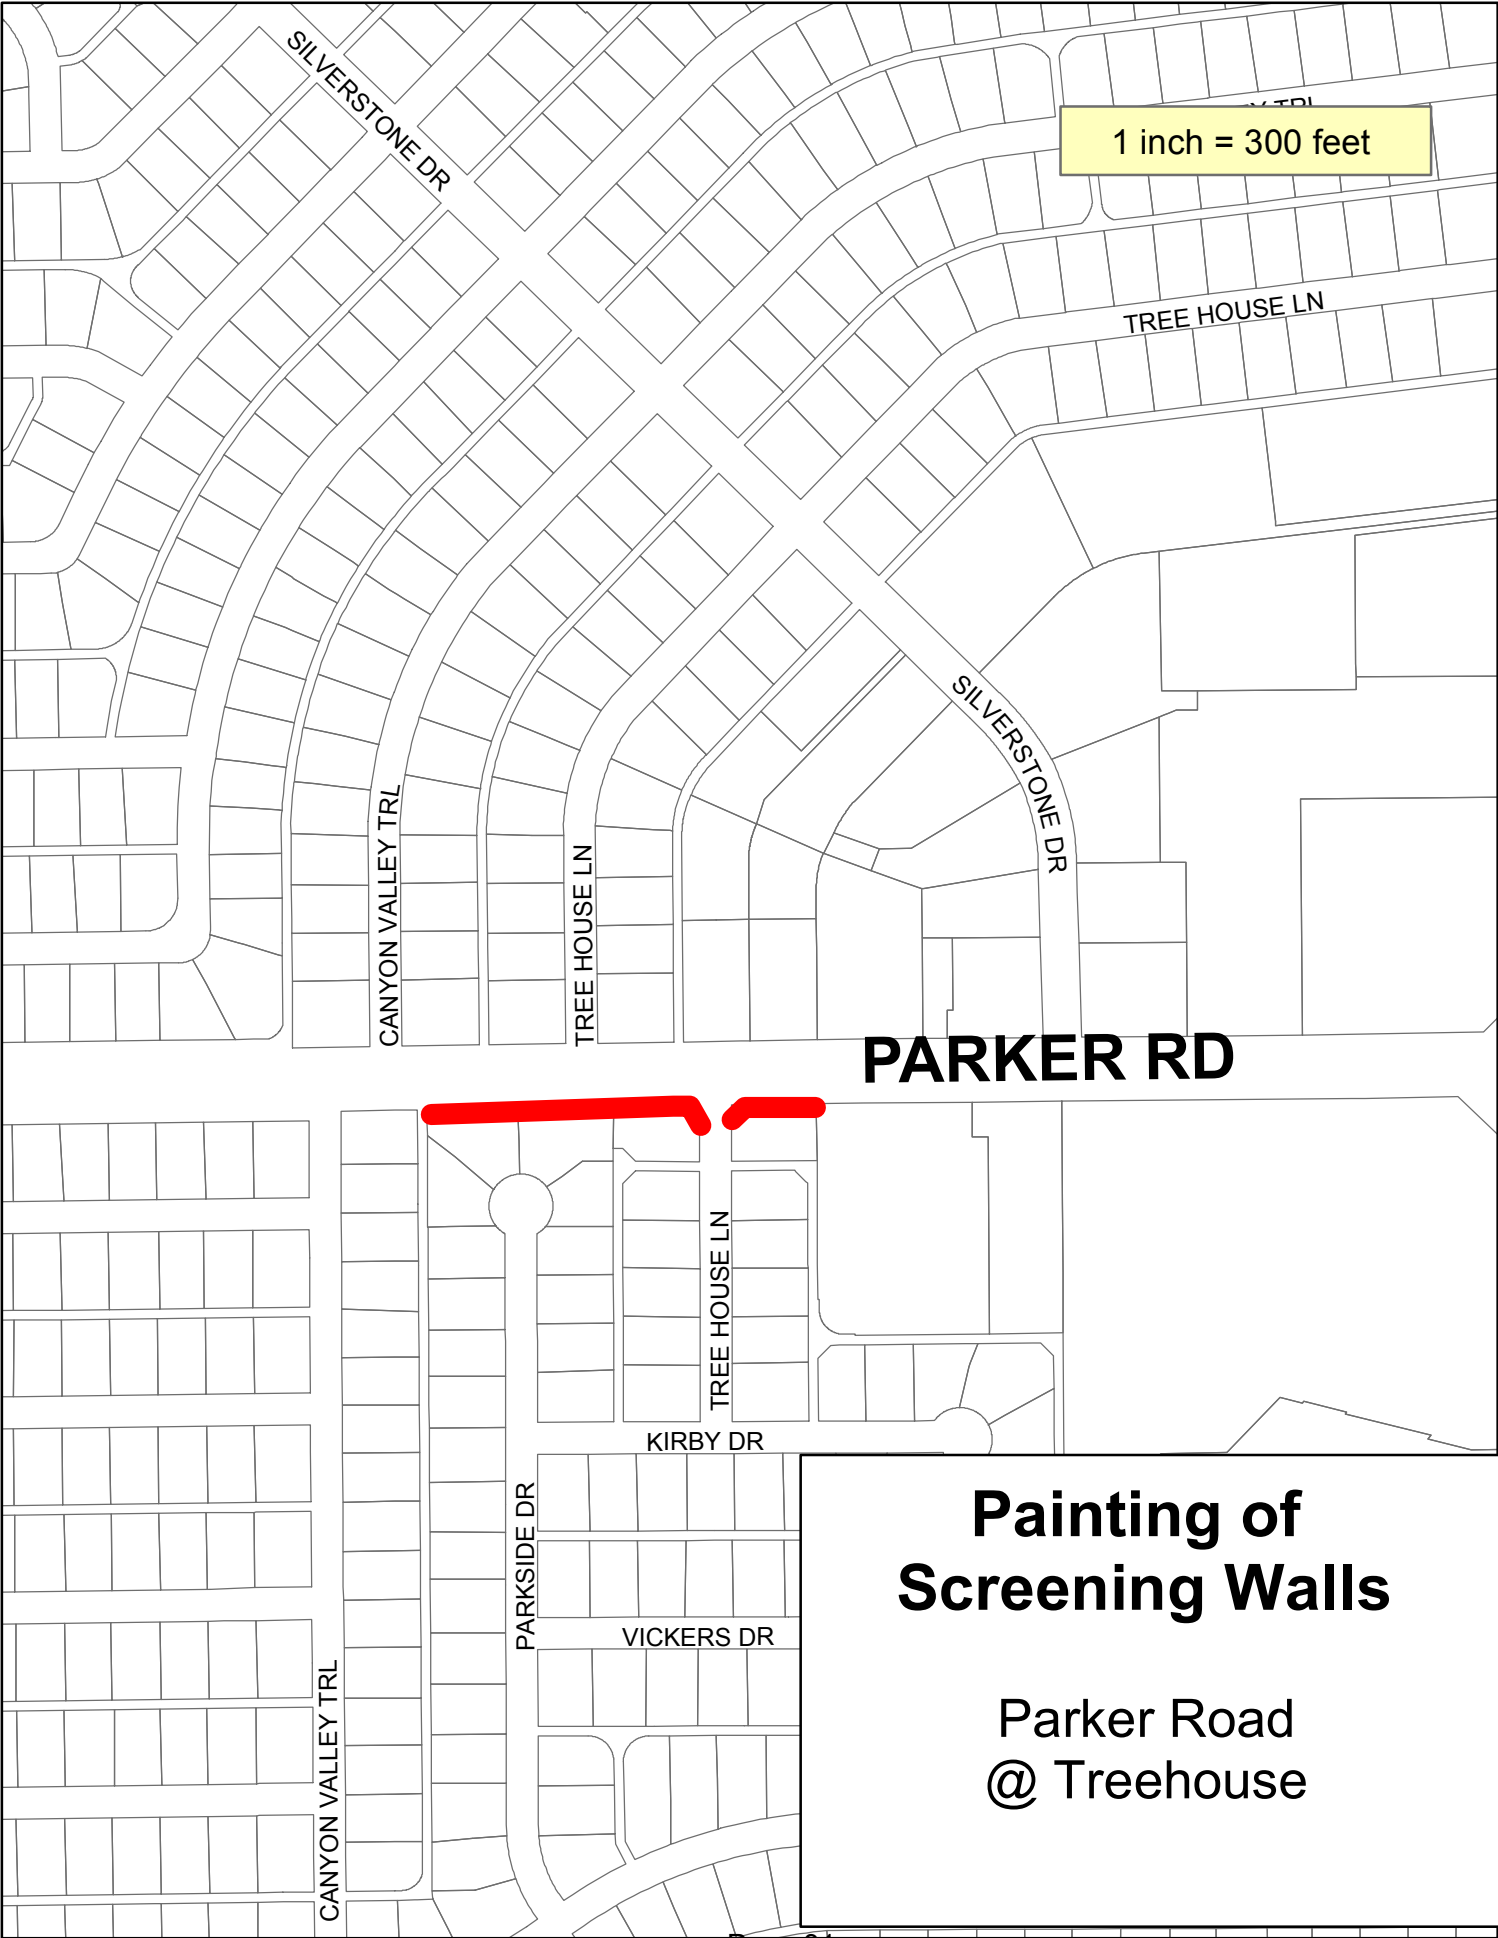 SILVERSTONE DR
1 inch = 300 feet
TREE HOUSE LN
SILVERSTONE DR
CANYON VALLEY TRL
TREE HOUSE LN
PARKER RD
TREE HOUSE LN
KIRBY DR
PARKSIDE DR
VICKERS DR
CANYON VALLEY TRL
Painting of
Screening Walls
Parker Road
@ Treehouse